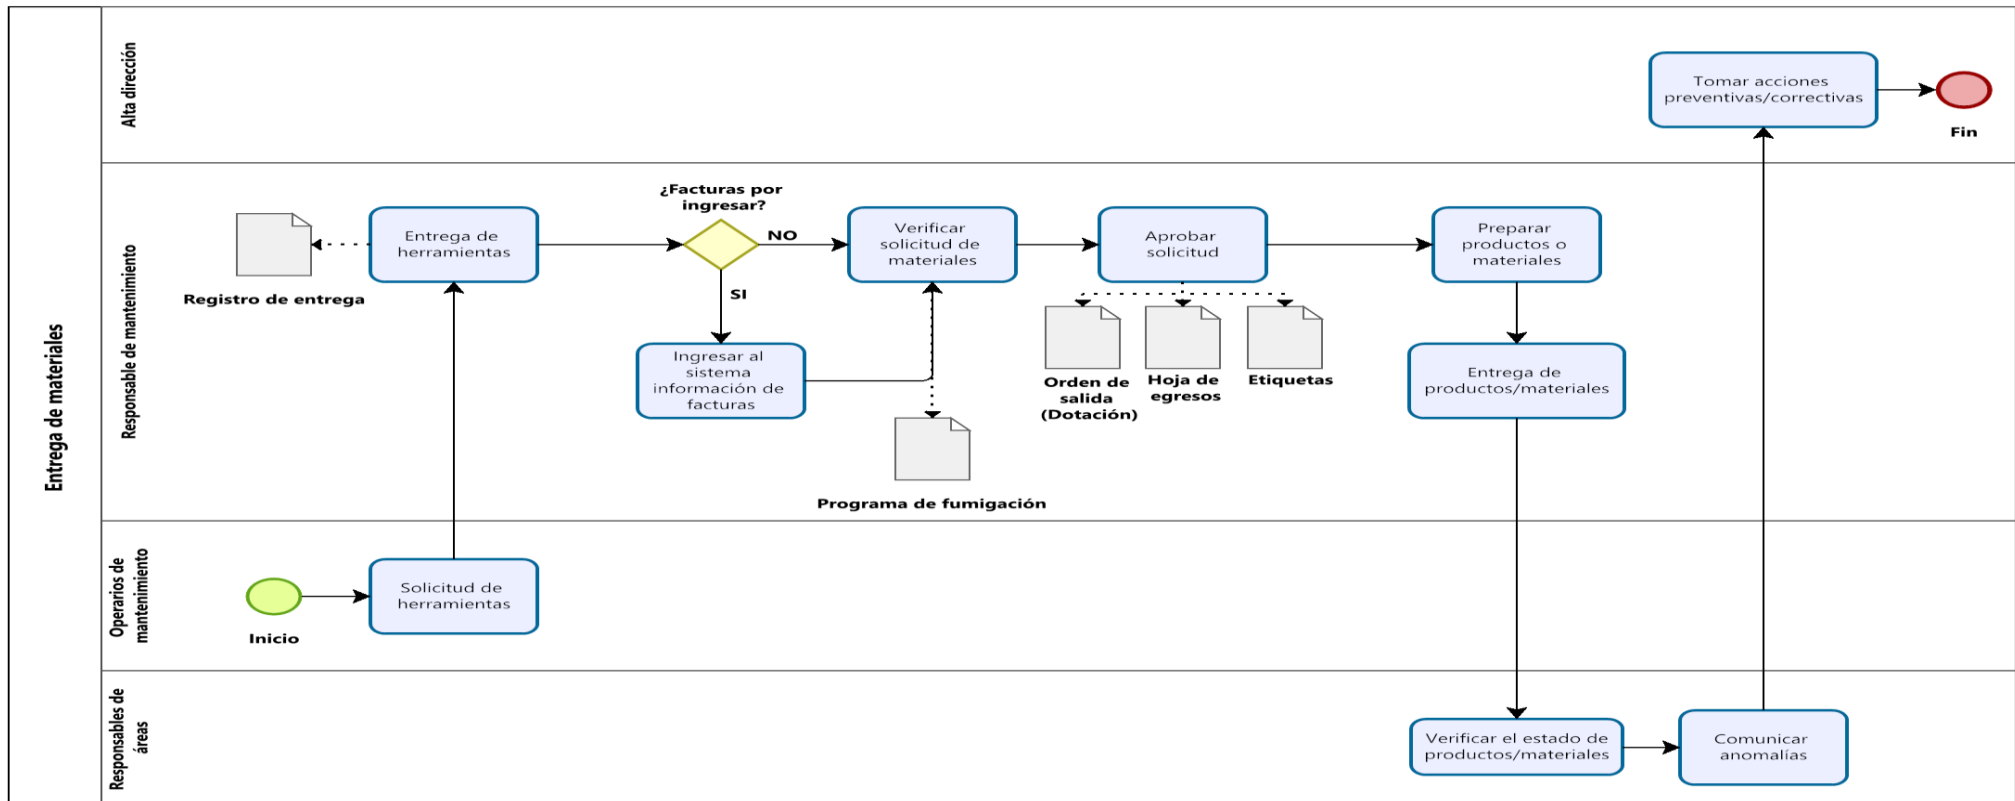 Entrega de materiales
Alta dirección
Tomar acciones
preventivas/correctivas
Fin
Responsable de mantenimiento
Registro de entrega
Entrega de
herramientas
¿Facturas por
ingresar?
NO
SI
Ingresar al
sistema
información de
facturas
Verificar
solicitud de
materiales
Programa de fumigación
Aprobar
solicitud
Orden de
salida
(Dotación)
Hoja de
egresos
Etiquetas
Preparar
productos o
materiales
Entrega de
productos/materiales
Operarios de
mantenimiento
Inicio
Solicitud de
herramientas
Responsables de
áreas
Verificar el estado de
productos/materiales
Comunicar
anomalías